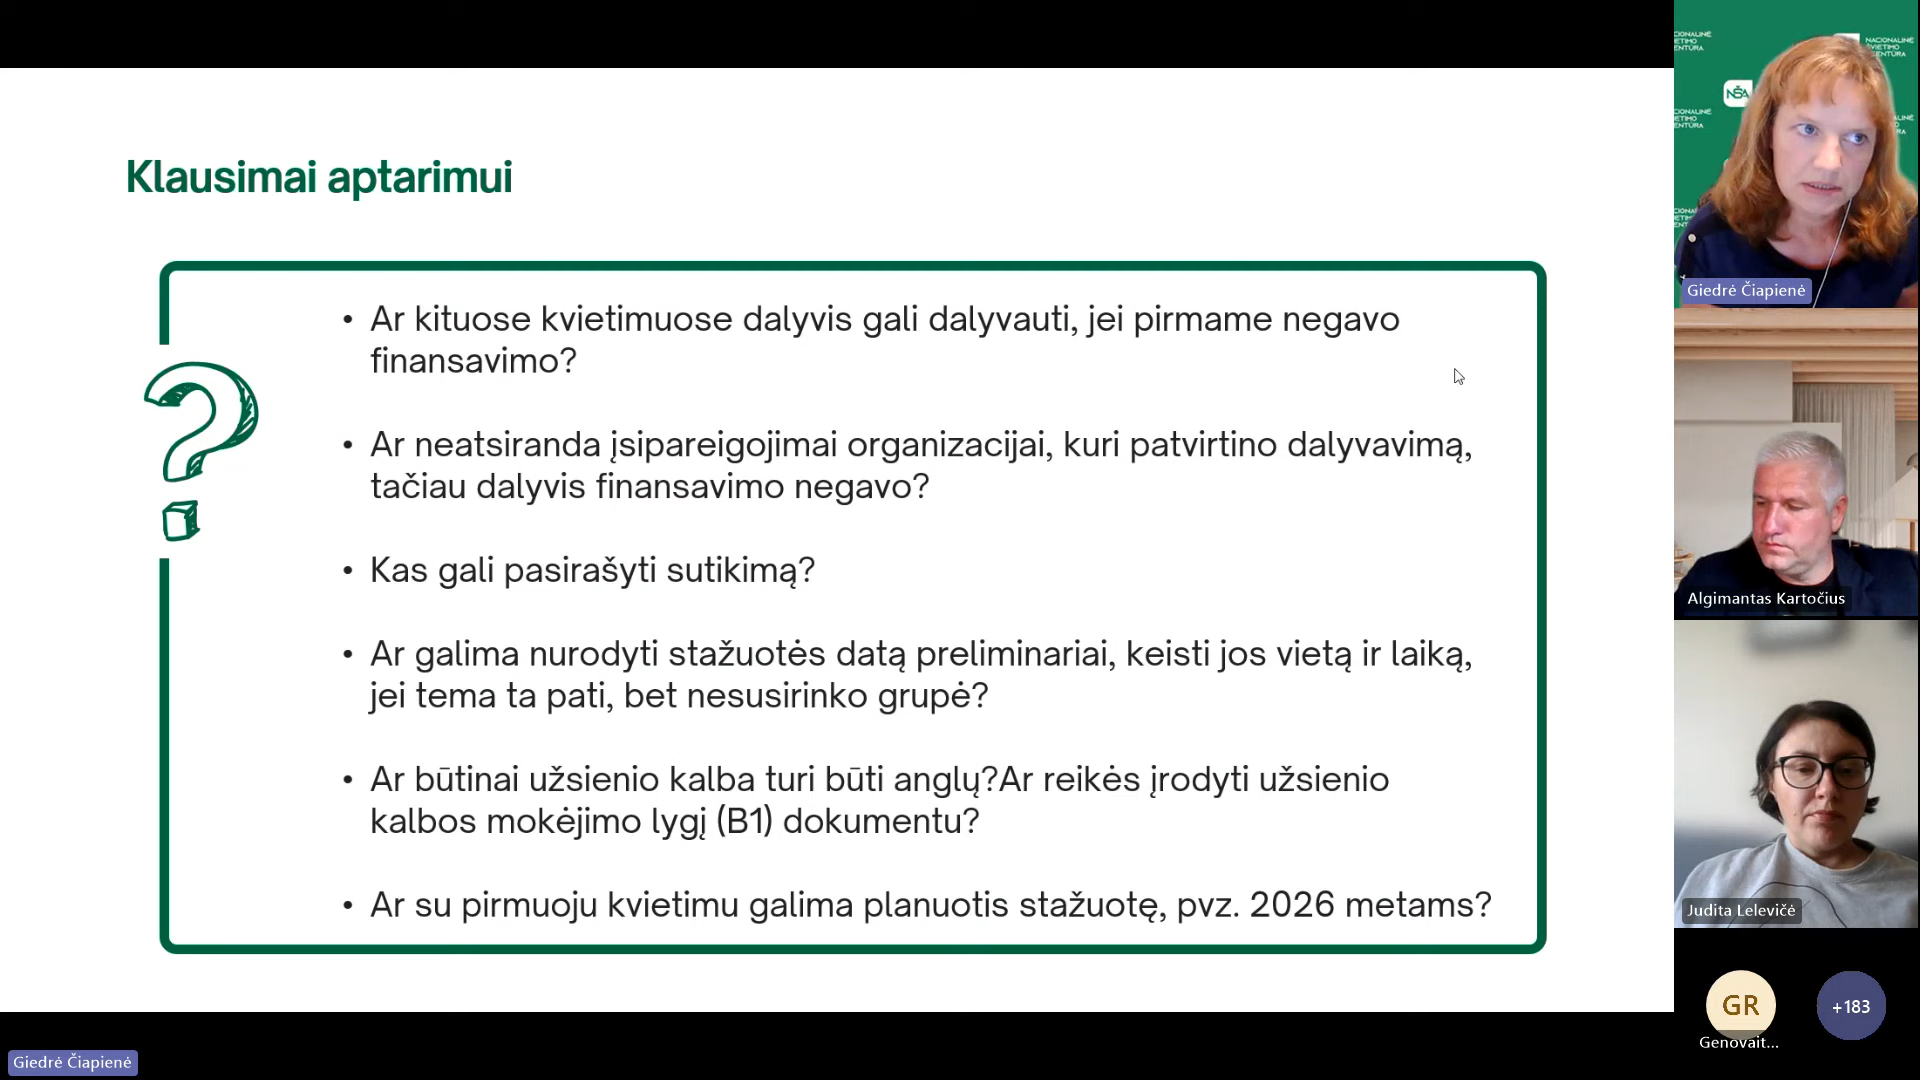 Klausimai aptarimui
• Ar kituose kvietimuose dalyvis gali dalyvauti, jei pirmame negavo
finansavimo?
• Ar neatsiranda įsipareigojimai organizacijai, kuri patvirtino dalyvavimą,
tačiau dalyvis finansavimo negavo?
• Kas gali pasirašyti sutikimą?
• Ar galima nurodyti stažuotės datą preliminariai, keisti jos vietą ir laiką,
jei tema ta pati, bet nesusirinko grupė?
• Ar būtinai užsienio kalba turi būti anglų?Ar reikės įrodyti užsienio
kalbos mokėjimo lygį (B1) dokumentu?
• Ar su pirmuoju kvietimu galima planuotis stažuotę, pvz. 2026 metams?
Giedrė Čiapienė
NŠA
Giedrė Čiapienė
Algimantas Kartočius
Judita Lelevičė
GR
Genovait...
+183